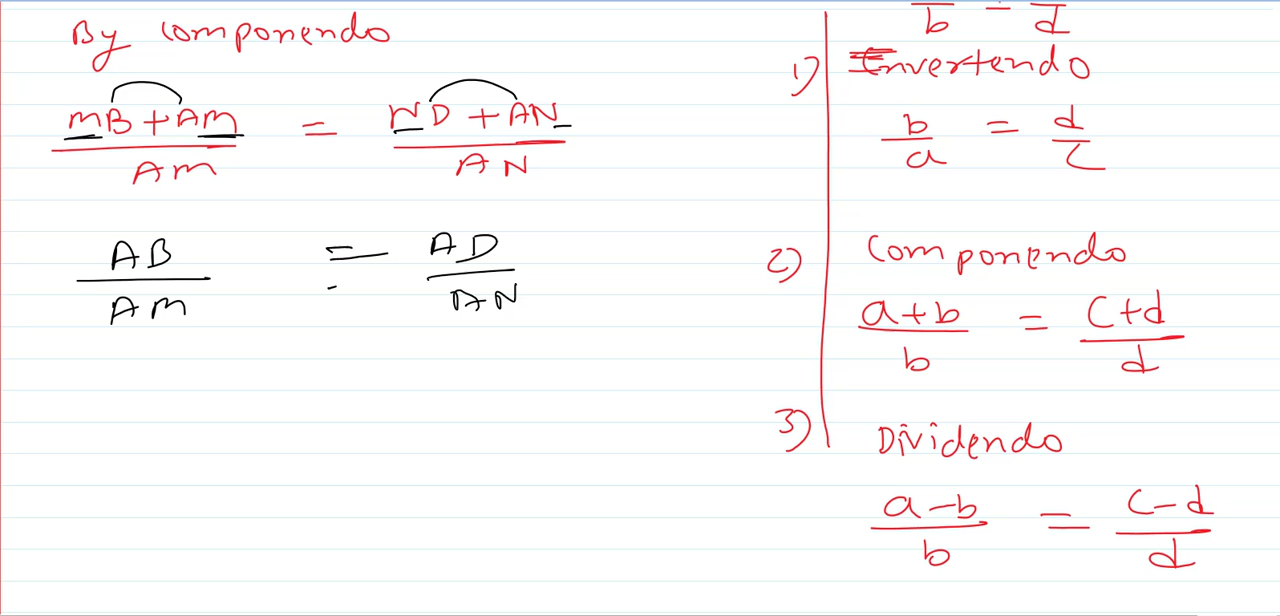 By componendo
MB + AM / AM = ND + AN / AN
AB / AM = AD / AN
b = d
1) Invertendo
b / a = d / c
2) Componendo
a + b / b = c + d / d
3) Dividendo
a - b / b = c - d / d